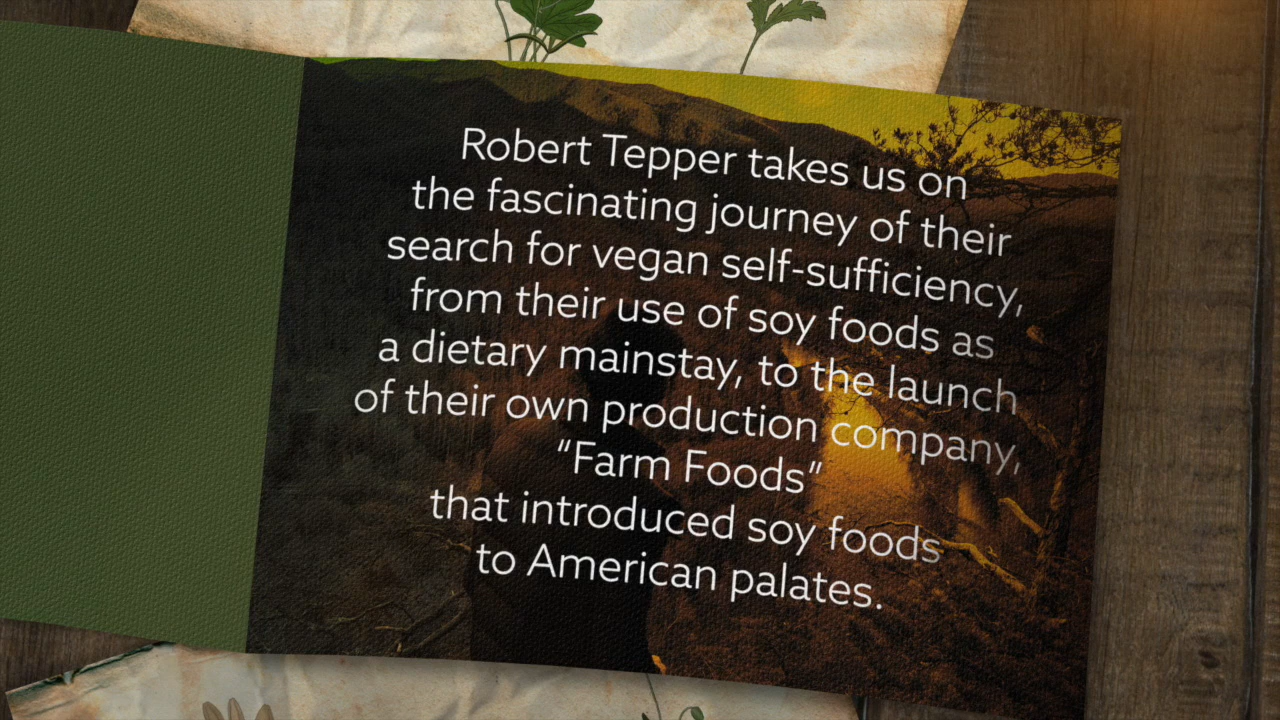 Robert Tepper takes us on
the fascinating journey of their
search for vegan self-sufficiency,
from their use of soy foods as
a dietary mainstay, to the launch
of their own production company,
“Farm Foods”
that introduced soy foods
to American palates.